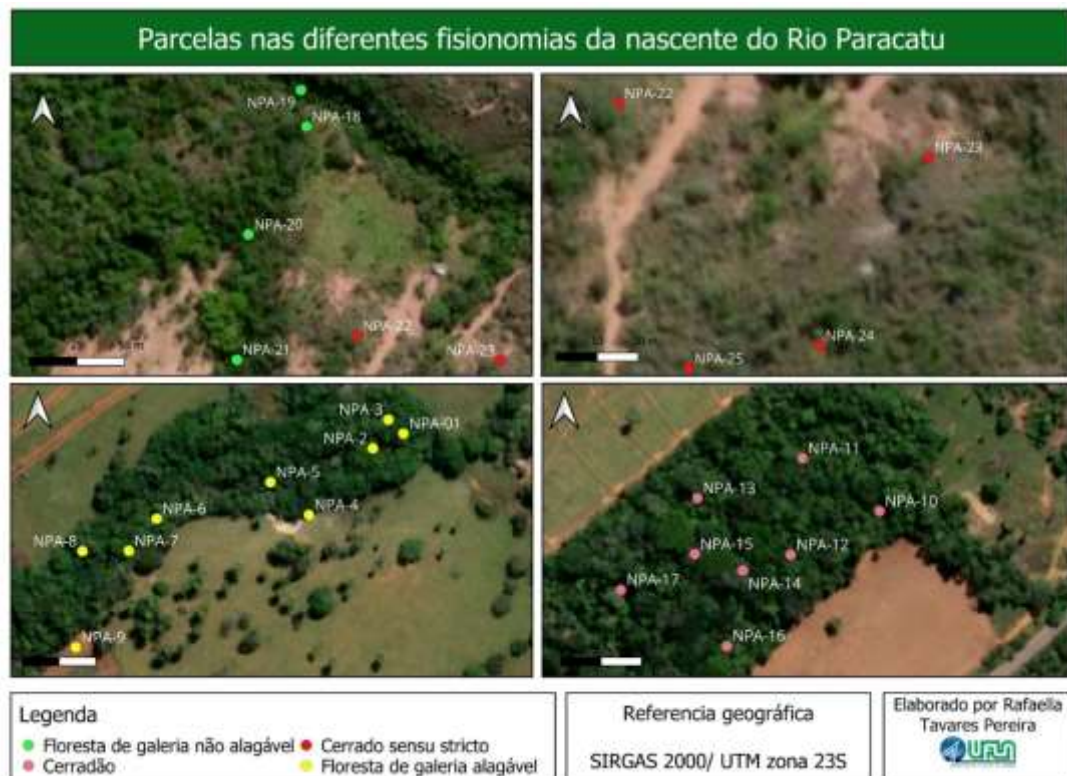 Parcelas nas diferentes fisionomias da nascente do Rio Paracatu
NPA-19
NPA-18
NPA-20
NPA-22
NPA-21
NPA-23
NPA-22
NPA-23
NPA-24
NPA-25
NPA-3
NPA-01
NPA-2
NPA-5
NPA-4
NPA-6
NPA-8
NPA-7
NPA-9
NPA-11
NPA-13
NPA-10
NPA-15
NPA-12
NPA-14
NPA-17
NPA-16
Legenda
Floresta de galeria não alagável
Cerrado sensu stricto
Cerradão
Floresta de galeria alagável
Referencia geográfica
SIRGAS 2000/ UTM zona 23S
Elaborado por Rafaella
Tavares Pereira